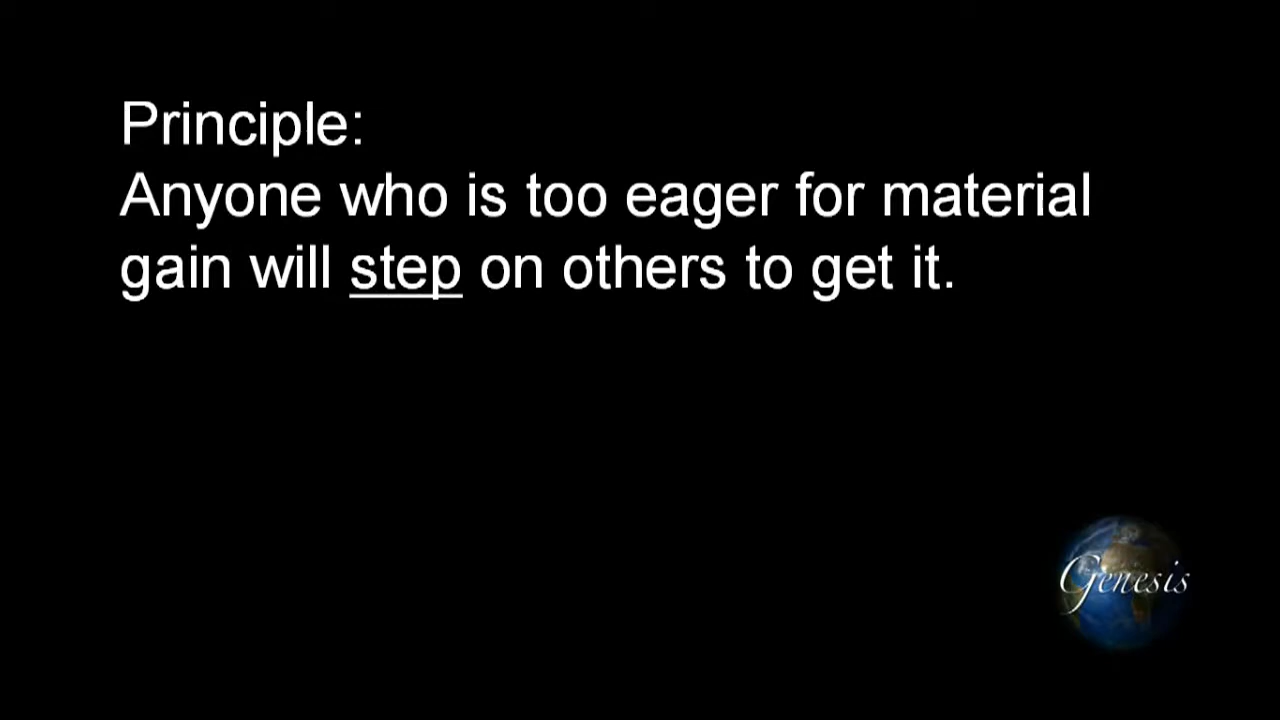 Principle:
Anyone who is too eager for material
gain will step on others to get it.
Genesis